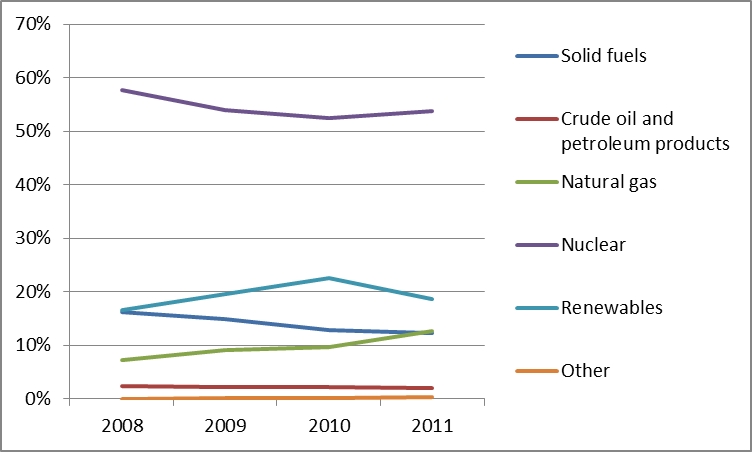 70%
60%
50%
40%
30%
20%
10%
0%
2008 2009 2010 2011
Solid fuels
Crude oil and
petroleum products
Natural gas
Nuclear
Renewables
Other